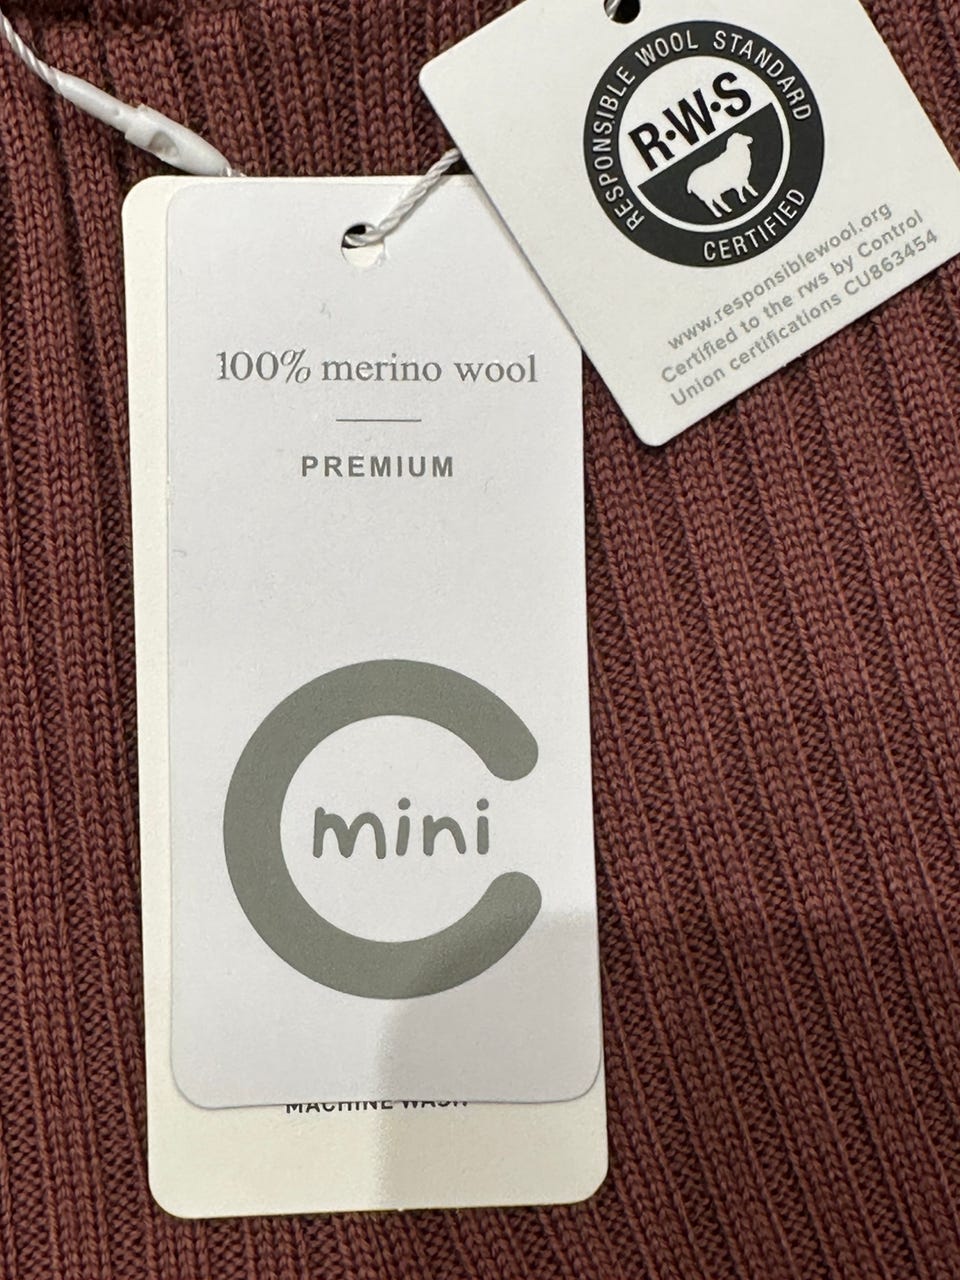 RESPONSIBLE WOOL STANDARD
R·W·S
CERTIFIED
www.responsiblewool.org
Certified to the rws by Control
Union certifications CU863454
100% merino wool
PREMIUM
mini
MACHINE WASH